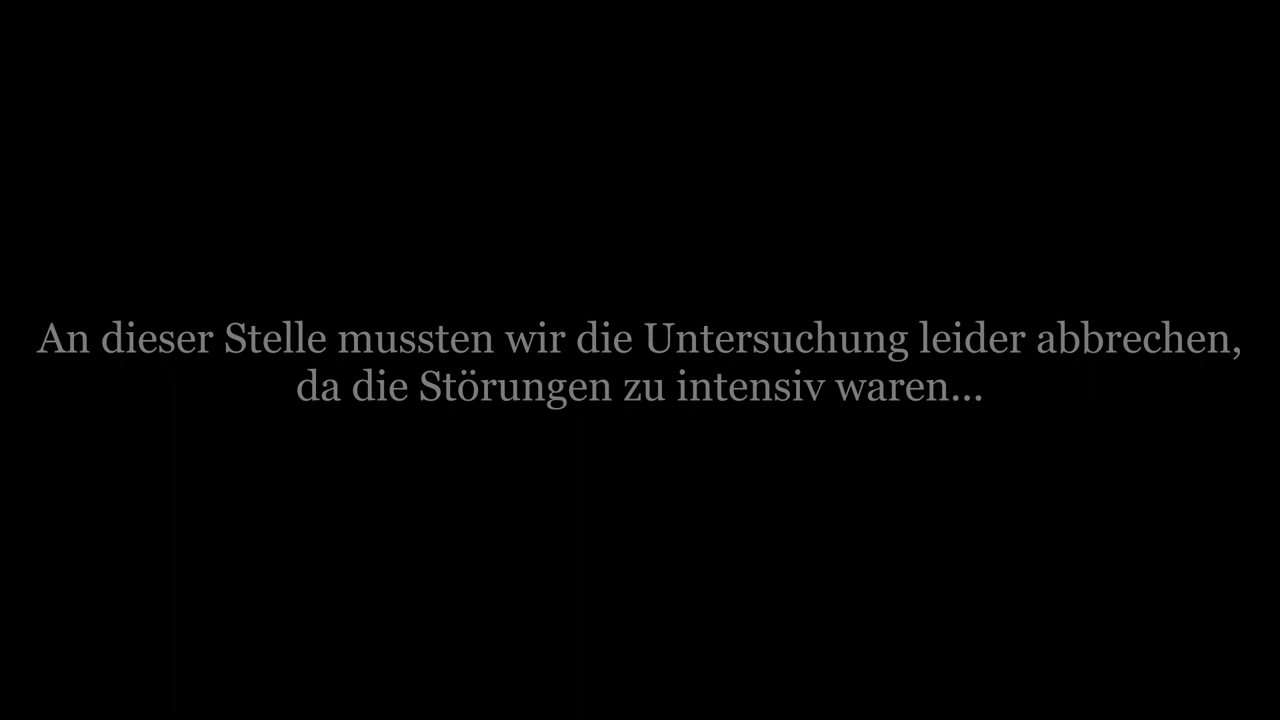 An dieser Stelle mussten wir die Untersuchung leider abbrechen,
da die Störungen zu intensiv waren...